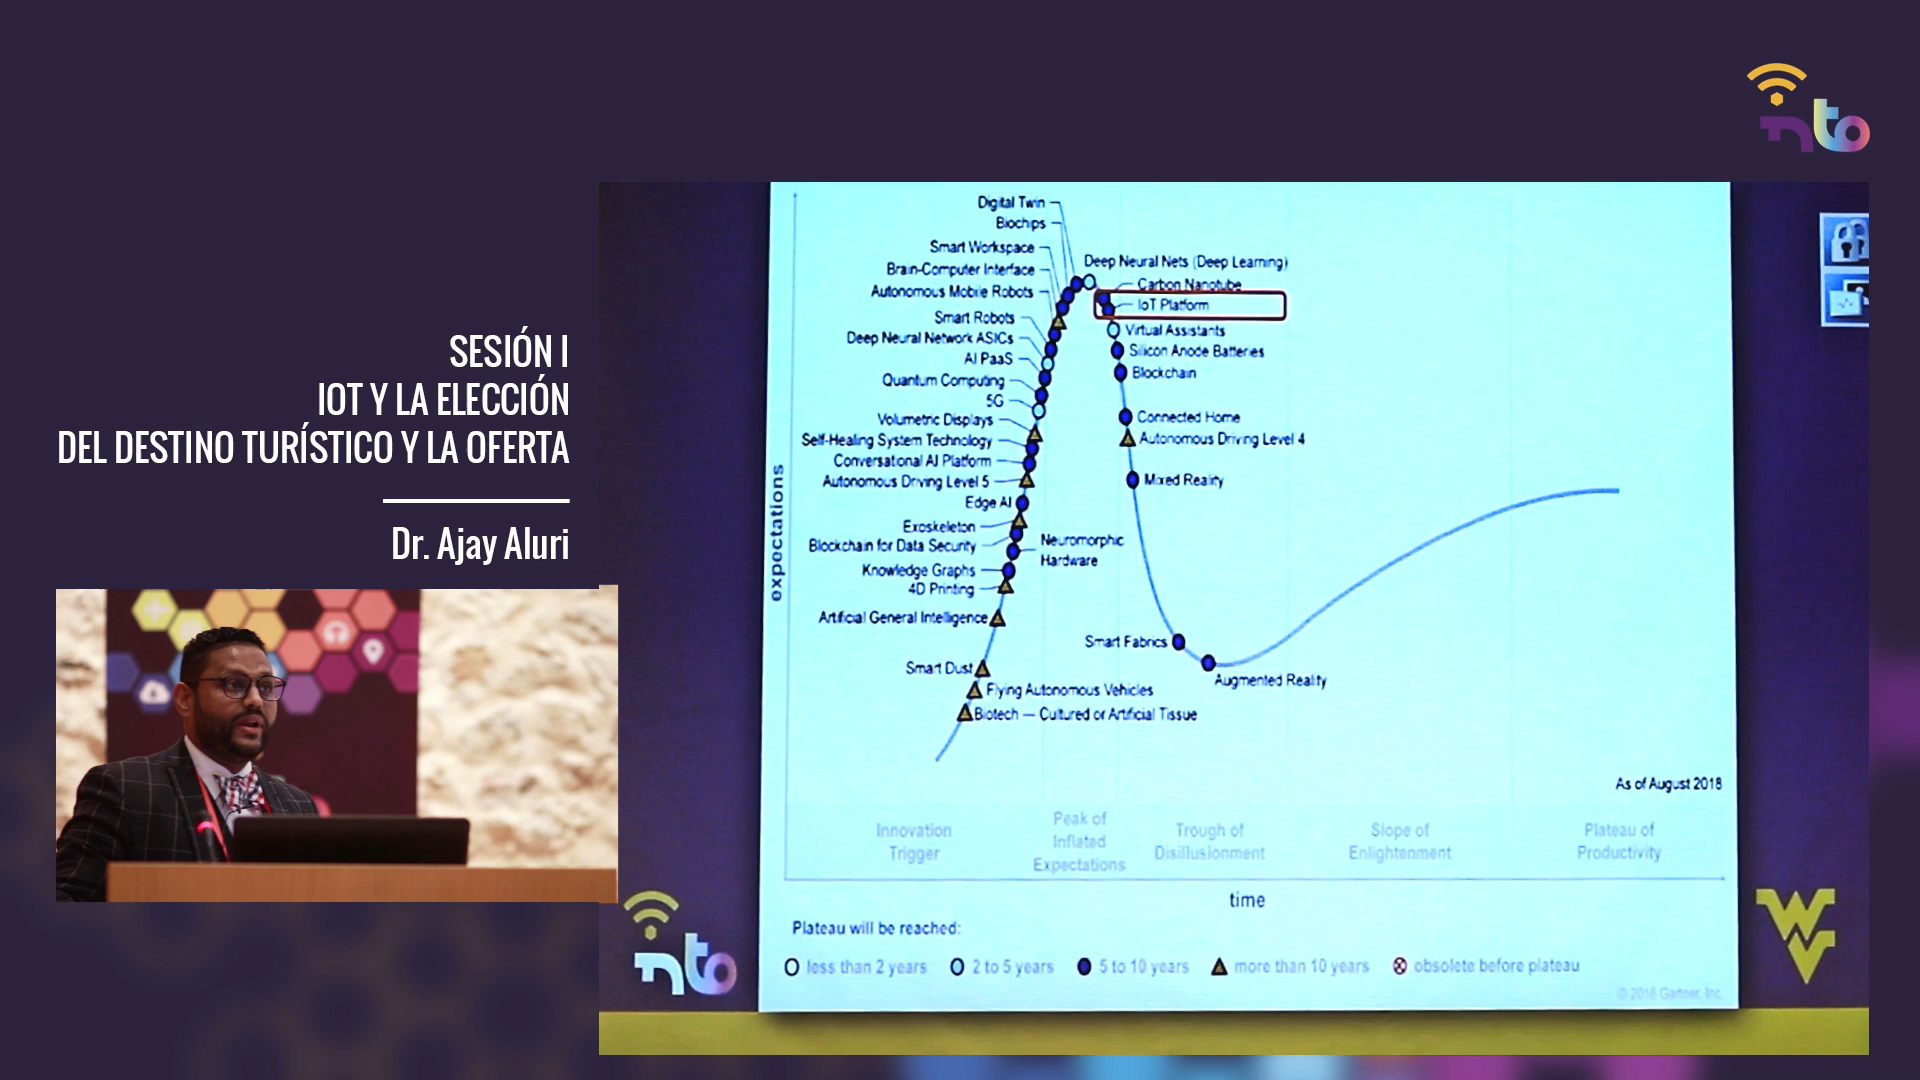 nto
SESIÓN I
IOT Y LA ELECCIÓN
DEL DESTINO TURÍSTICO Y LA OFERTA
Dr. Ajay Aluri
Digital Twin
Biochips
Smart Workspace
Brain-Computer Interface
Autonomous Mobile Robots
Smart Robots
Deep Neural Network ASICs
AI PaaS
Quantum Computing
5G
Volumetric Displays
Self-Healing System Technology
Conversational AI Platform
Autonomous Driving Level 5
Edge AI
Exoskeleton
Blockchain for Data Security
Neuromorphic
Hardware
Knowledge Graphs
4D Printing
Artificial General Intelligence
Smart Dust
Flying Autonomous Vehicles
Biotech — Cultured or Artificial Tissue
Deep Neural Nets (Deep Learning)
Carbon Nanotube
IoT Platform
Virtual Assistants
Silicon Anode Batteries
Blockchain
Connected Home
Autonomous Driving Level 4
Mixed Reality
Smart Fabrics
Augmented Reality
expectations
As of August 2018
Innovation
Trigger
Peak of
Inflated
Expectations
Trough of
Disillusionment
Slope of
Enlightenment
Plateau of
Productivity
time
Plateau will be reached:
less than 2 years
2 to 5 years
5 to 10 years
more than 10 years
obsolete before plateau
© 2018 Gartner, Inc.
nto
WV